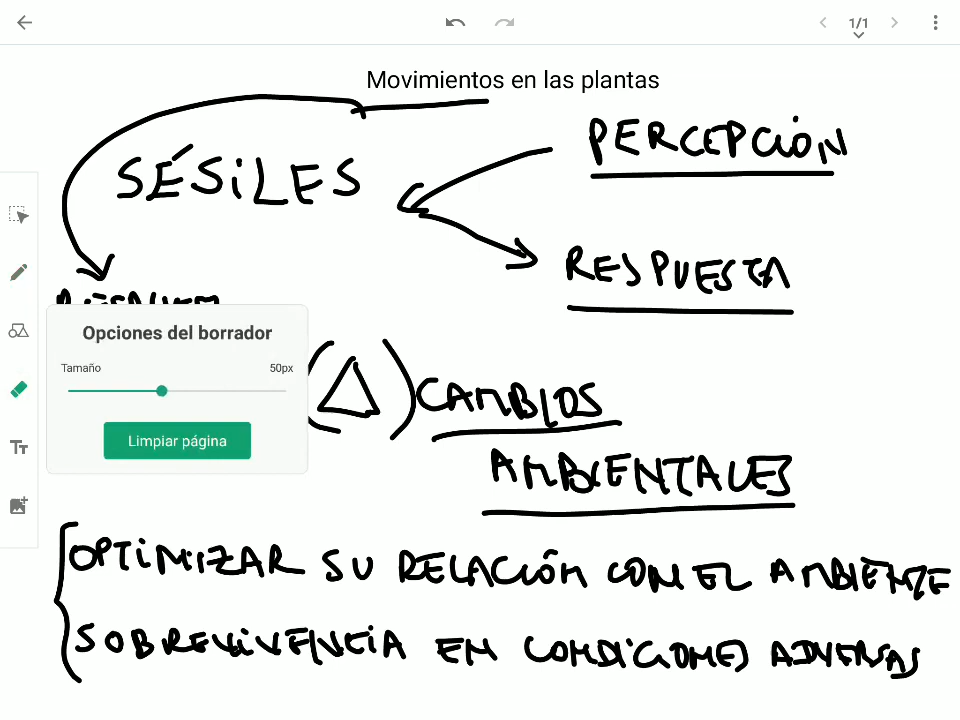 1/1
Movimientos en las plantas
PERCEPCIÓN
SÉSiLES
RESPUESTA
Opciones del borrador
Tamaño 50px
Limpiar página
(△) CAMBIOS
AMBIENTALES
OPTiMIZAR SU RELACIÓN CON EL AMBIENTE
SOBREVIVENCIA EN CONDICIONES ADVERSAS
Tт